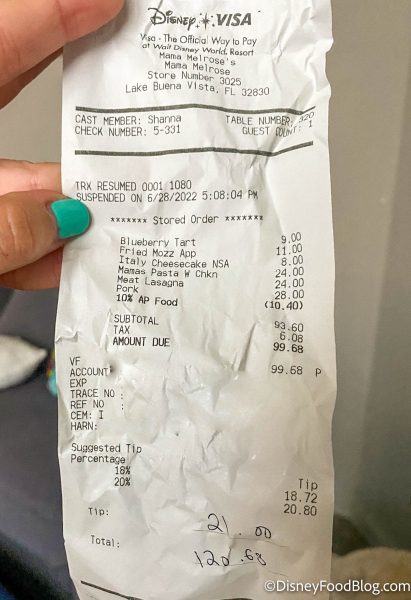 Disney VISA
Visa - The Official Way to Pay
at Walt Disney World. Resort
Mama Melrose's
Mama Melrose
Store Number 3025
Lake Buena Vista, FL 32830
CAST MEMBER: Shanna TABLE NUMBER: 320
CHECK NUMBER: 5-331 GUEST COUNT: 1
TRX RESUMED 0001 1080
SUSPENDED ON 6/28/2022 5:08:04 PM
******* Stored Order *******
Blueberry Tart 9.00
Fried Mozz App 11.00
Italy Cheesecake NSA 8.00
Mamas Pasta W Chkn 24.00
Meat Lasagna 24.00
Pork 28.00
10% AP Food (10.40)
SUBTOTAL 93.60
TAX 6.08
AMOUNT DUE 99.68
VF
ACCOUNT: 99.68 P
EXP
TRACE NO :
REF NO :
CEM: I
HARN:
Suggested Tip
Percentage Tip
18% 18.72
20% 20.80
Tip: 21.00
Total: 120.68
©DisneyFoodBlog.com